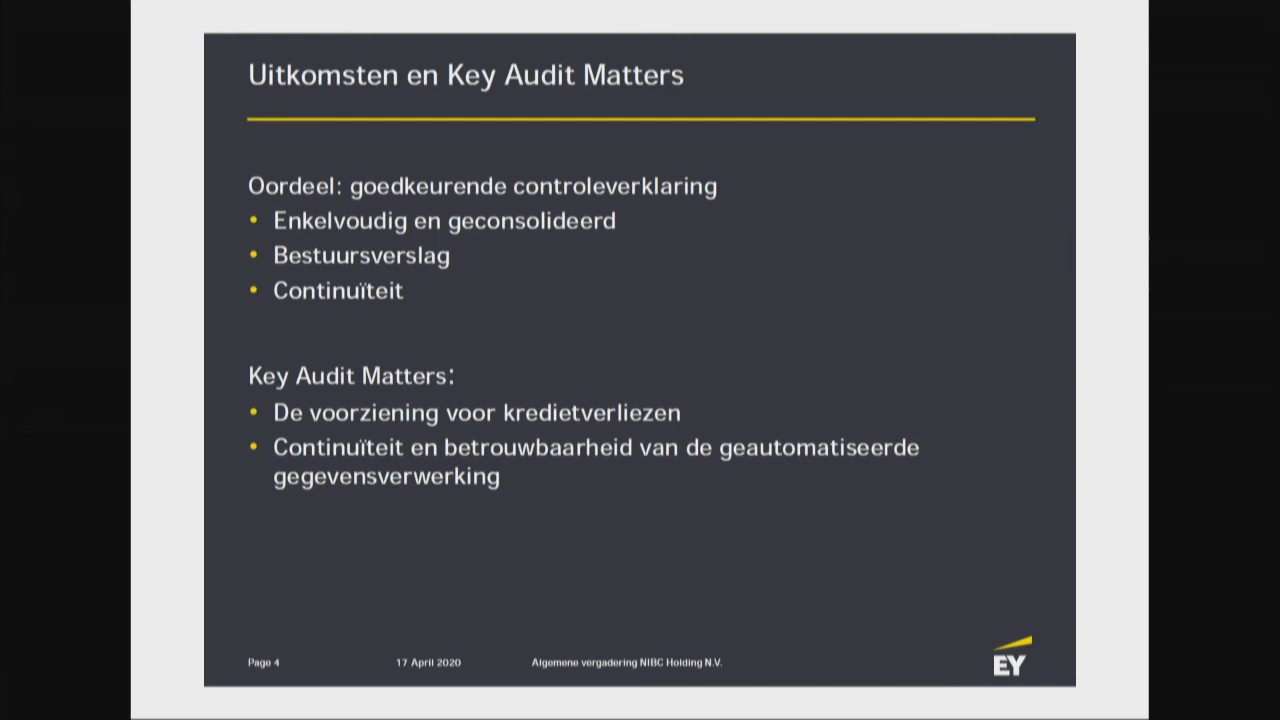 Uitkomsten en Key Audit Matters
Oordeel: goedkeurende controleverklaring
• Enkelvoudig en geconsolideerd
• Bestuursverslag
• Continuïteit
Key Audit Matters:
• De voorziening voor kredietverliezen
• Continuïteit en betrouwbaarheid van de geautomatiseerde
gegevensverwerking
Page 4 17 April 2020 Algemene vergadering NIBC Holding N.V.
EY